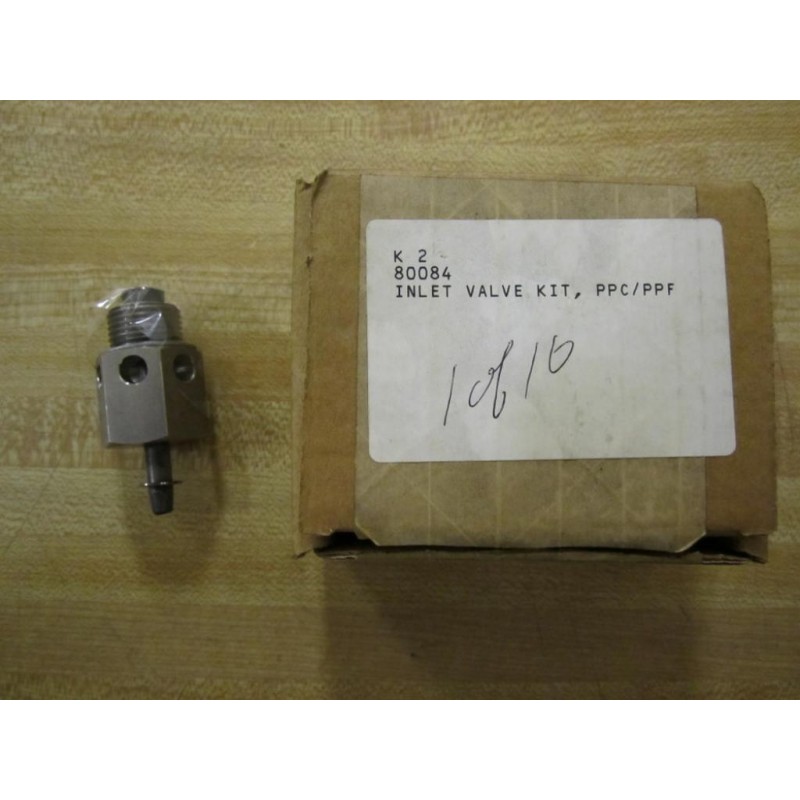 K 2
80084
INLET VALVE KIT, PPC/PPF
1 of 10